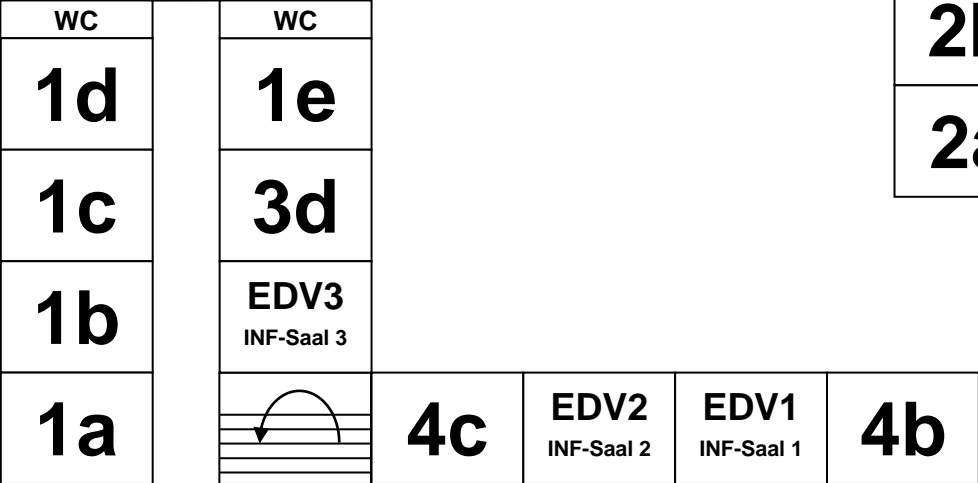 WC
WC
1d
1e
1c
3d
1b
EDV3
INF-Saal 3
1a
4c
EDV2
INF-Saal 2
EDV1
INF-Saal 1
4b
2a